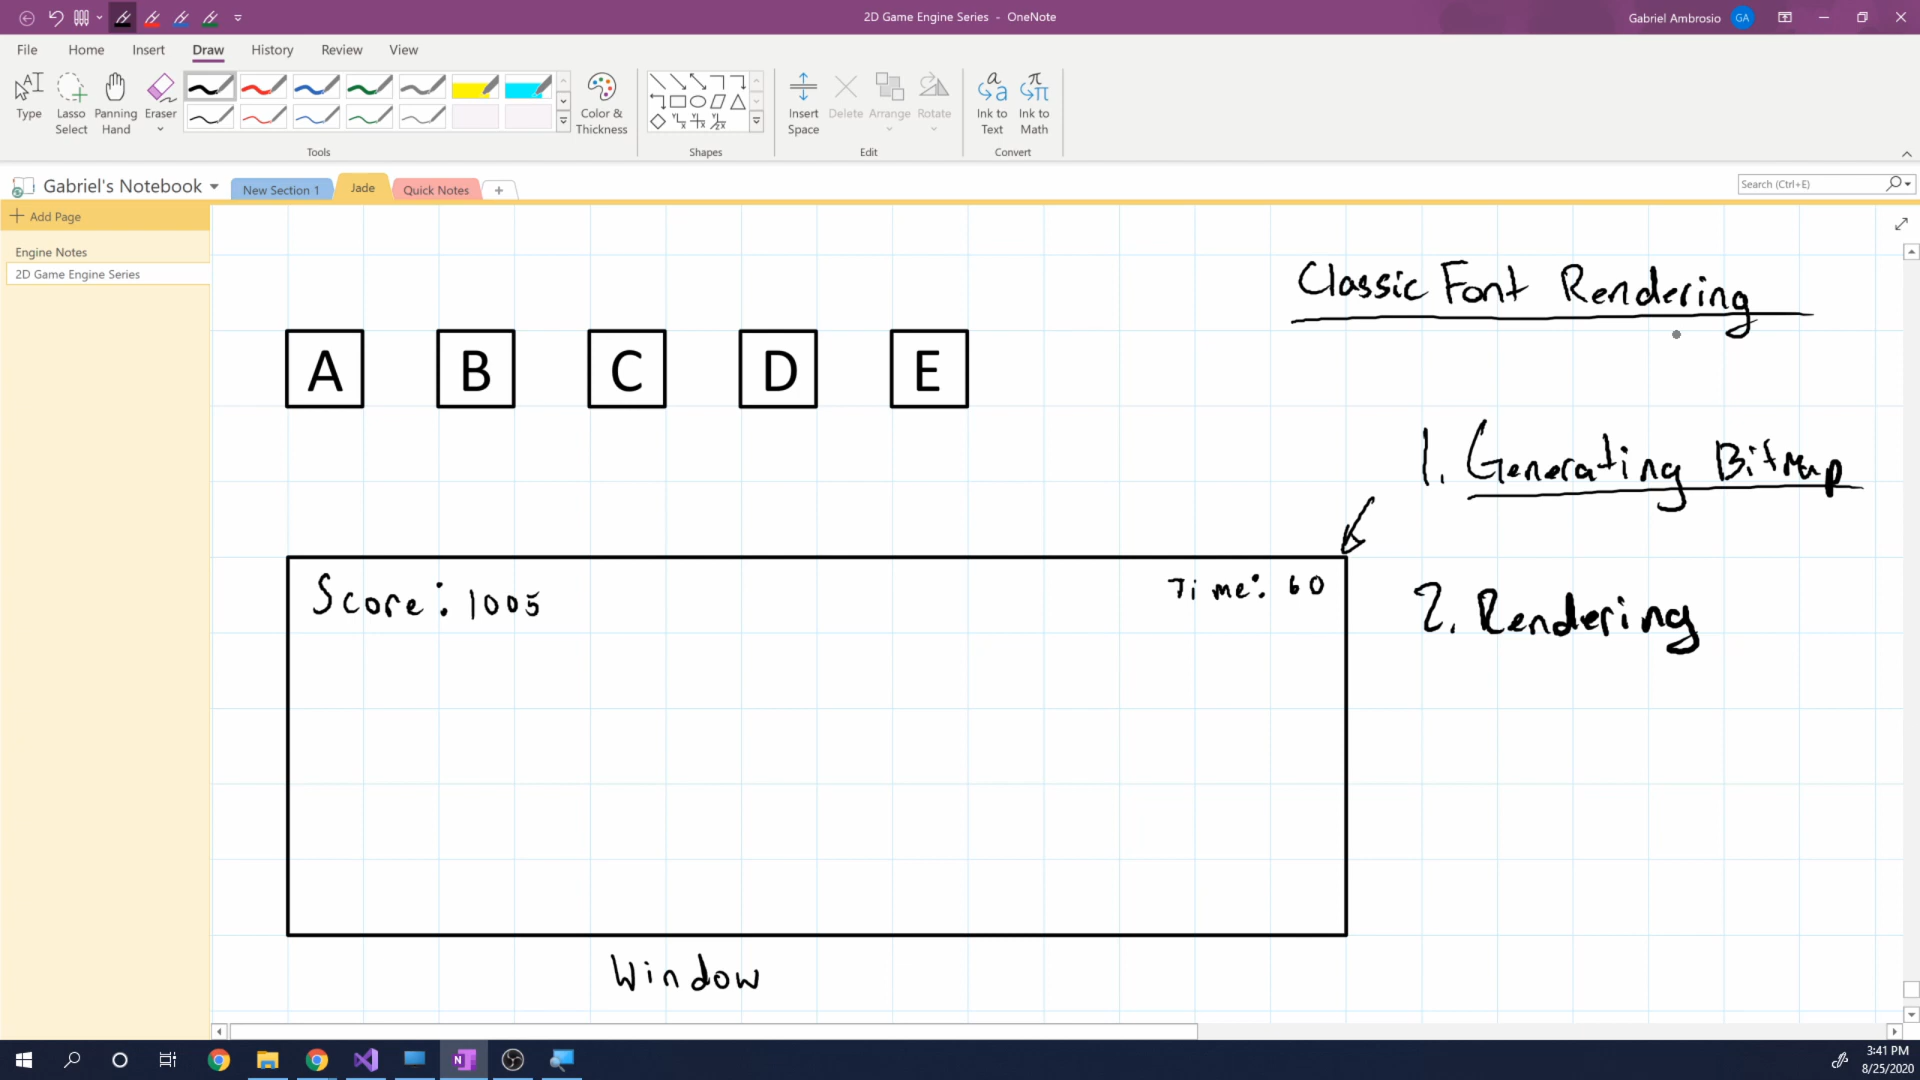 2D Game Engine Series - OneNote
Gabriel Ambrosio GA
File Home Insert Draw History Review View
Type
Lasso Select
Panning Hand
Eraser
Color & Thickness
Insert Space
Delete
Arrange
Rotate
a
a
Ink to Text
π
π
Ink to Math
Tools
Shapes
Edit
Convert
Gabriel's Notebook
New Section 1
Jade
Quick Notes
+
Search (Ctrl+E)
Add Page
Engine Notes
2D Game Engine Series
Classic Font Rendering
A B C D E
1. Generating Bitmap
Score: 1005
Time: 60
2. Rendering
Window
3:41 PM
8/25/2020